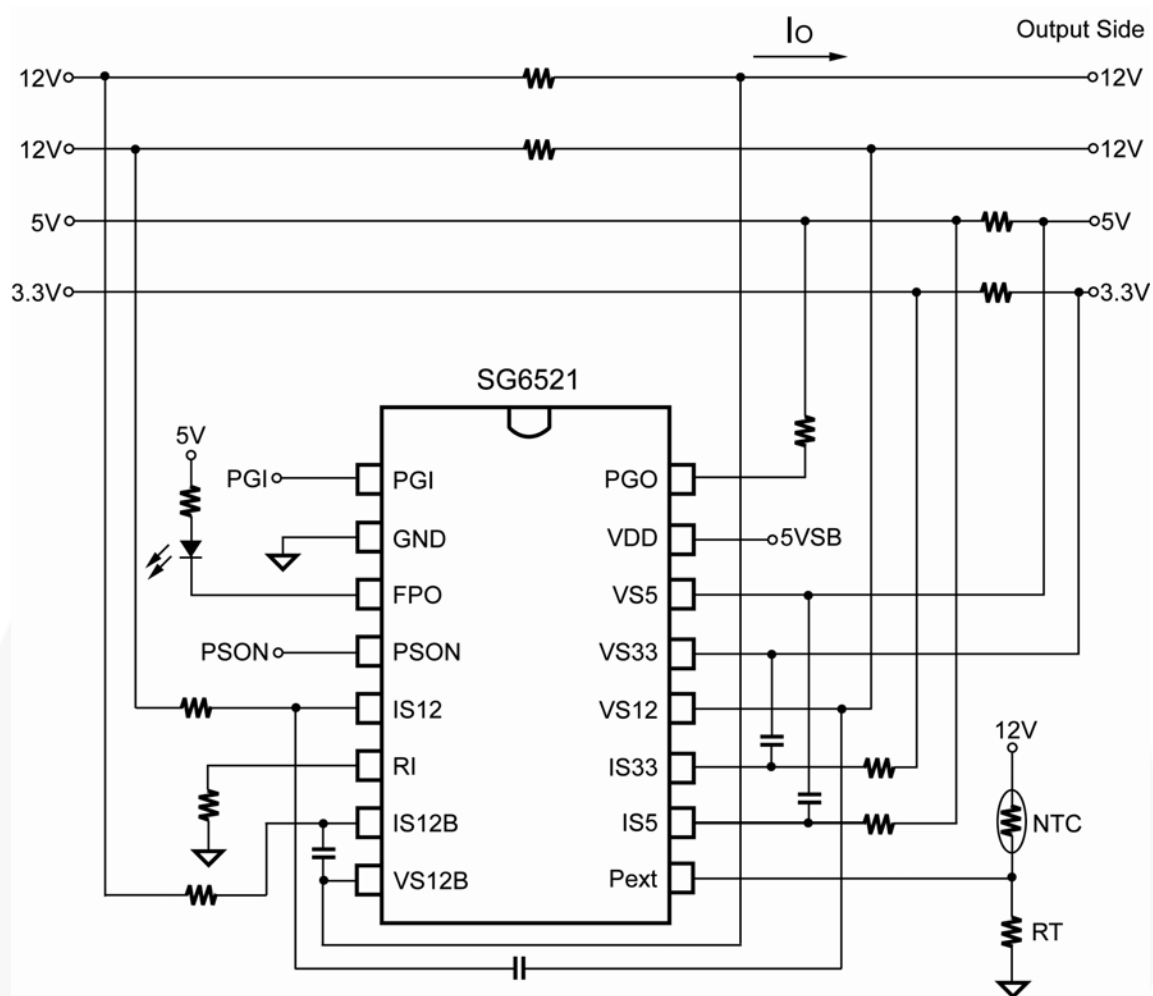 IO
Output Side
12V
12V
12V
12V
5V
5V
3.3V
3.3V
SG6521
5V
PGI
PGI
PGO
GND
VDD
5VSB
FPO
VS5
PSON
PSON
VS33
IS12
VS12
12V
RI
IS33
IS12B
IS5
NTC
VS12B
Pext
RT